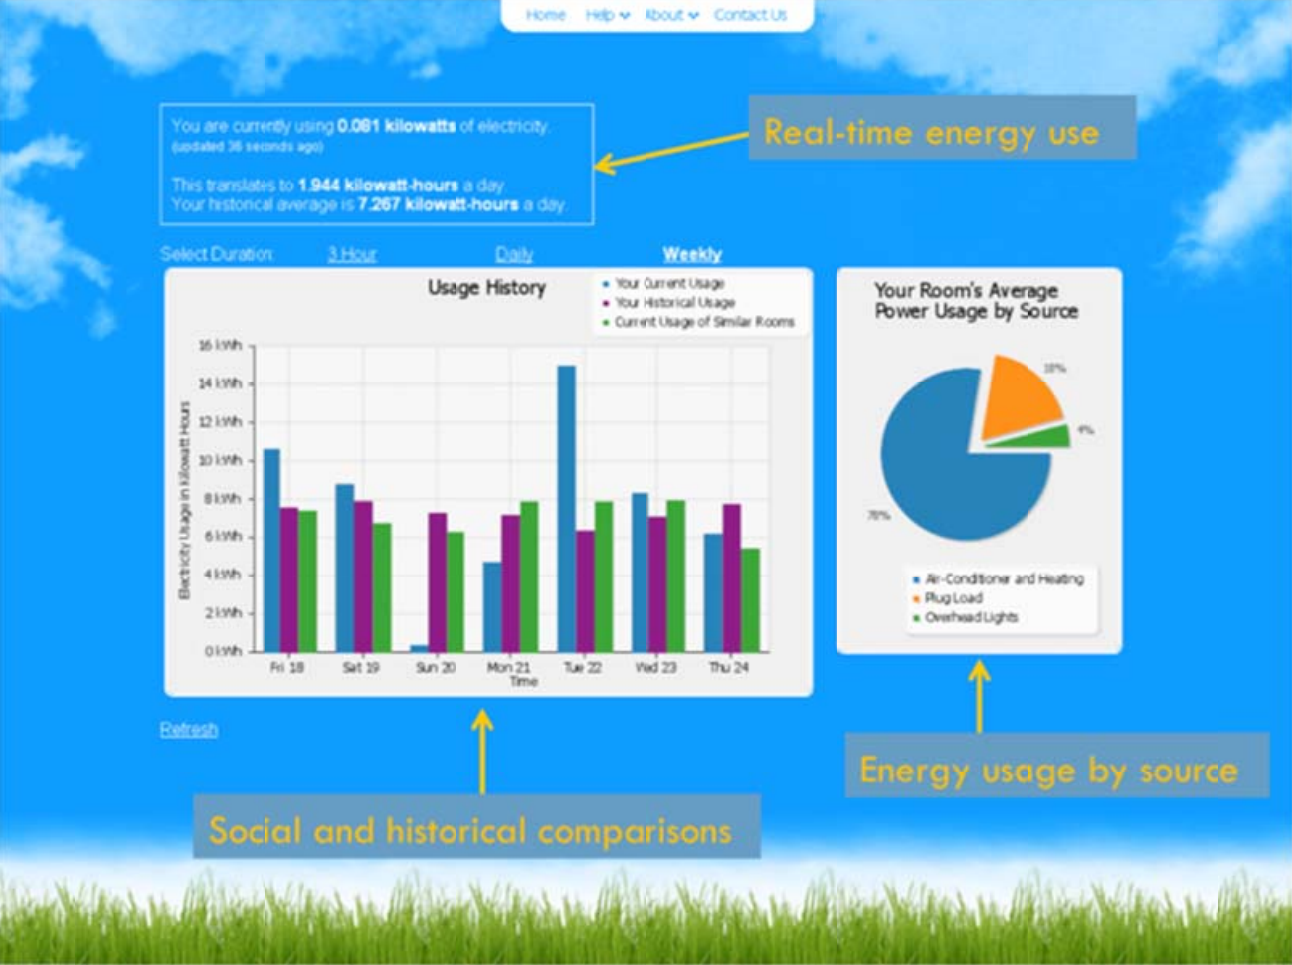 Home Help About Contact Us
You are currently using 0.081 kilowatts of electricity.
(updated 36 seconds ago)
This translates to 1.944 kilowatt-hours a day
Your historical average is 7.267 kilowatt-hours a day
Real-time energy use
Select Duration: 3 Hour Daily Weekly
Usage History
Your Current Usage
Your Historical Usage
Current Usage of Similar Rooms
Electricity Usage in Kilowatt Hours
16 kWh
14 kWh
12 kWh
10 kWh
8 kWh
6 kWh
4 kWh
2 kWh
0 kWh
Fri 18 Sat 19 Sun 20 Mon 21 Tue 22 Wed 23 Thu 24
Time
Your Room's Average
Power Usage by Source
18%
4%
78%
Air-Conditioner and Heating
Plug Load
Overhead Lights
Refresh
Energy usage by source
Social and historical comparisons